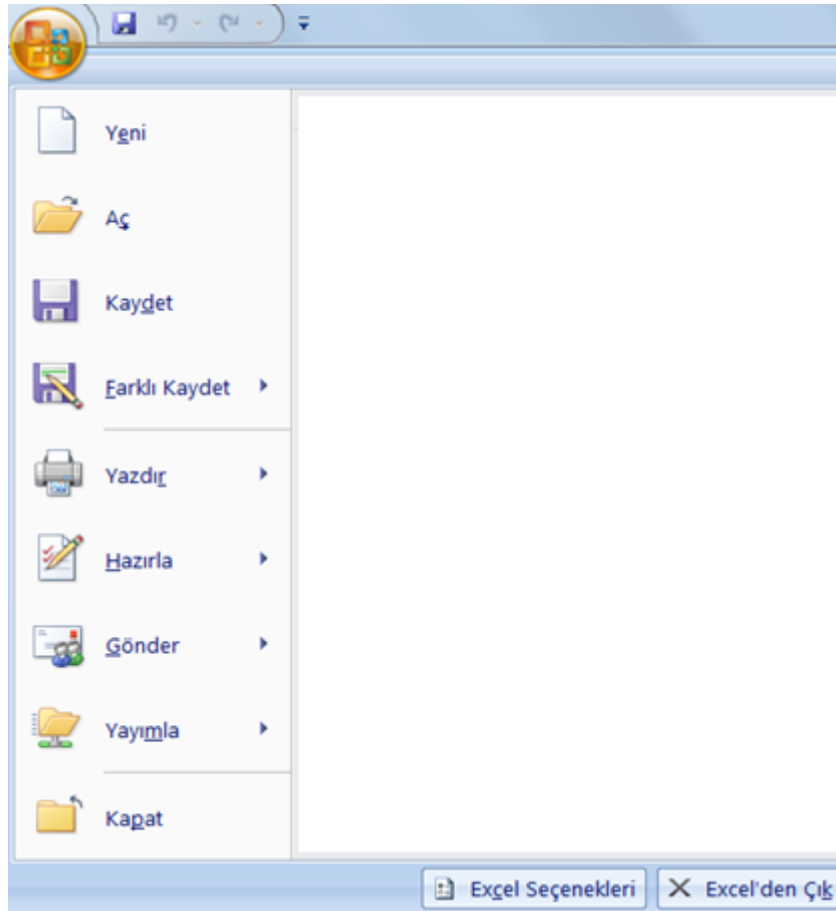 Yeni
Aç
Kaydet
Farklı Kaydet
Yazdır
Hazırla
Gönder
Yayımla
Kapat
Excel Seçenekleri Excel'den Çık